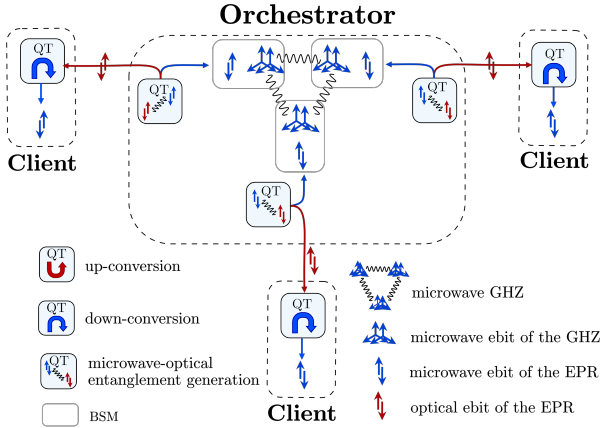 Orchestrator
QT
QT
QT
QT
Client
Client
QT
QT
up-conversion
QT
microwave GHZ
QT
down-conversion
QT
microwave ebit of the GHZ
QT
microwave-optical
entanglement generation
microwave ebit of the EPR
BSM
Client
optical ebit of the EPR